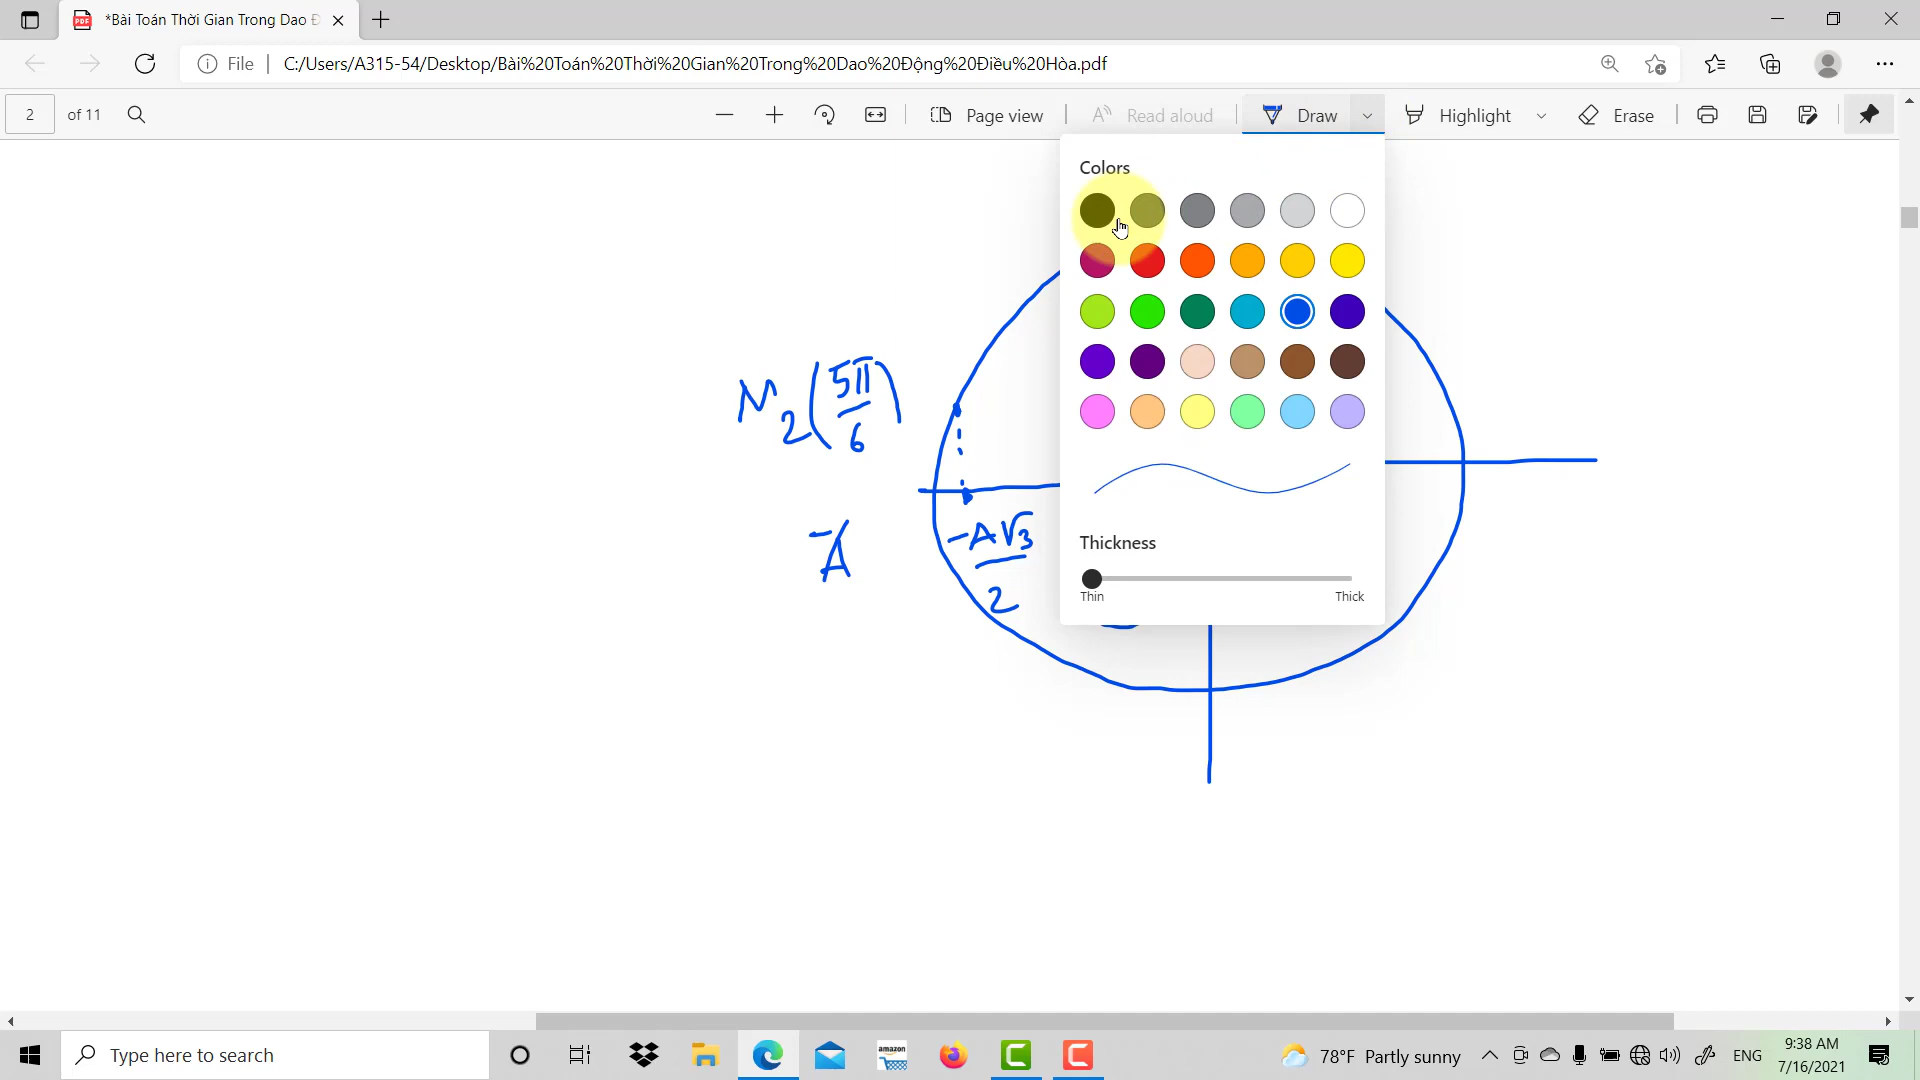 *Bài Toán Thời Gian Trong Dao Đ
File
C:/Users/A315-54/Desktop/Bài%20Toán%20Thời%20Gian%20Trong%20Dao%20Động%20Điều%20Hòa.pdf
2 of 11
Page view
Read aloud
Draw
Highlight
Erase
Colors
M₂(5π/6)
-A√3/2
-A
Thickness
Thin
Thick
Type here to search
amazon
78°F Partly sunny
ENG
9:38 AM
7/16/2021